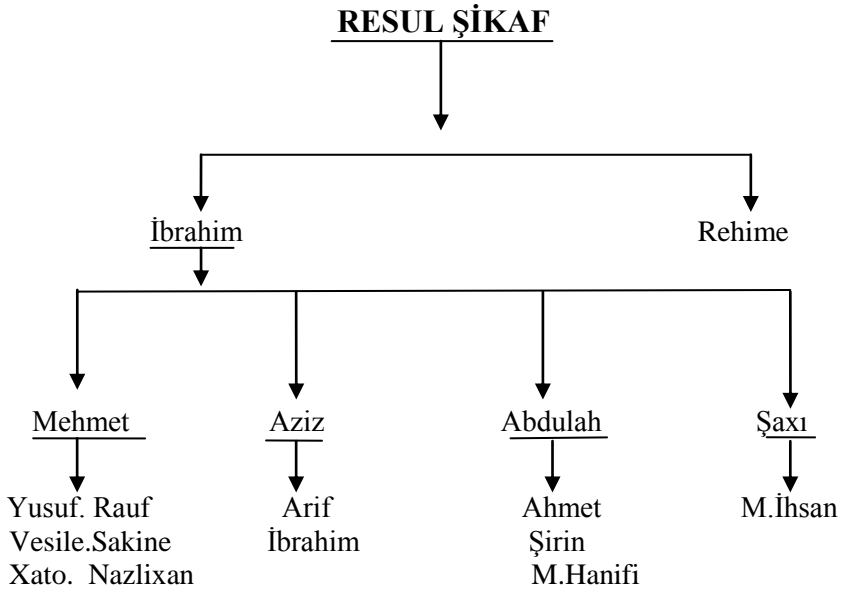 RESUL ŞİKAF
İbrahim Rehime
Mehmet Aziz Abdulah Şaxı
Yusuf. Rauf Arif Ahmet M.İhsan
Vesile.Sakine İbrahim Şirin
Xato. Nazlixan M.Hanifi